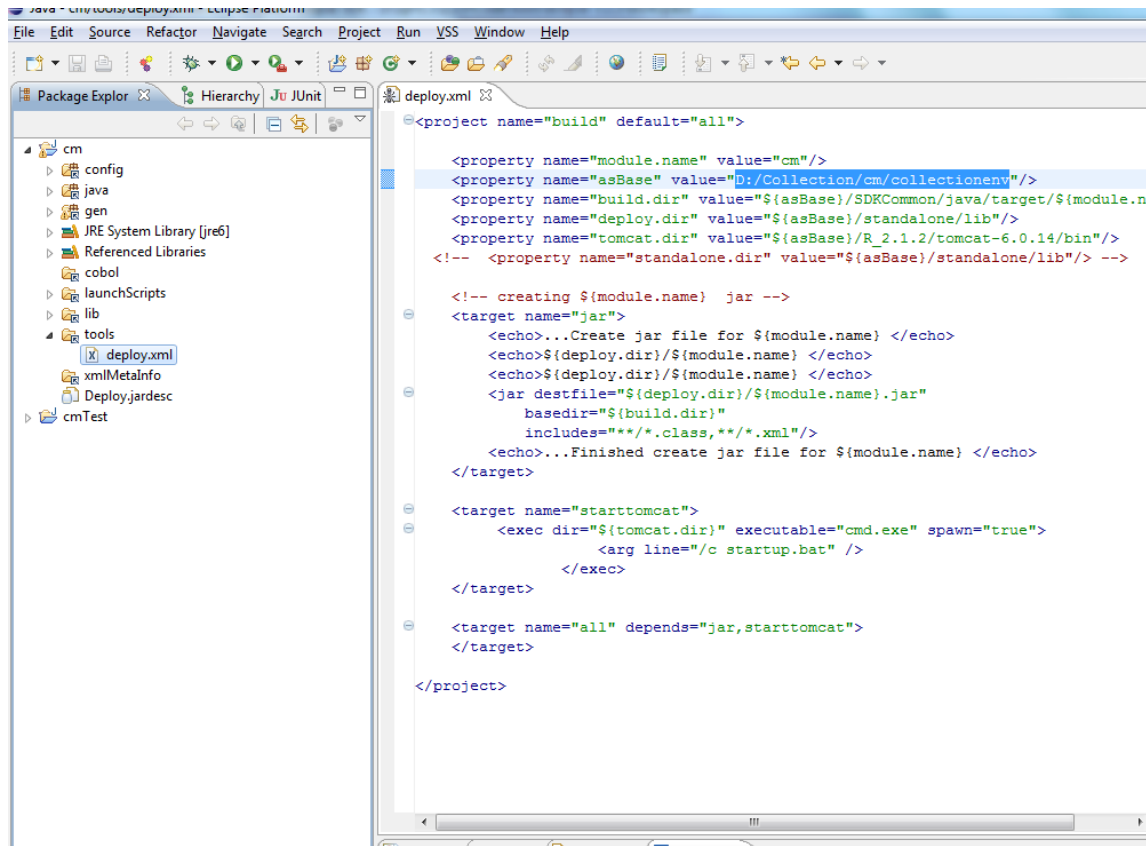 Java - cm/tools/deploy.xml - Eclipse Platform
File Edit Source Refactor Navigate Search Project Run VSS Window Help
Package Explor Hierarchy Ju JUnit
deploy.xml
cm
config
java
gen
JRE System Library [jre6]
Referenced Libraries
cobol
launchScripts
lib
tools
deploy.xml
xmlMetaInfo
Deploy.jardesc
cmTest
<project name="build" default="all">
<property name="module.name" value="cm"/>
<property name="asBase" value="D:/Collection/cm/collectionenv"/>
<property name="build.dir" value="${asBase}/SDKCommon/java/target/${module.n
<property name="deploy.dir" value="${asBase}/standalone/lib"/>
<property name="tomcat.dir" value="${asBase}/R_2.1.2/tomcat-6.0.14/bin"/>
<!-- <property name="standalone.dir" value="${asBase}/standalone/lib"/> -->
<!-- creating ${module.name} jar -->
<target name="jar">
<echo>...Create jar file for ${module.name} </echo>
<echo>${deploy.dir}/${module.name} </echo>
<echo>${deploy.dir}/${module.name} </echo>
<jar destfile="${deploy.dir}/${module.name}.jar"
basedir="${build.dir}"
includes="**/*.class,**/*.xml"/>
<echo>...Finished create jar file for ${module.name} </echo>
</target>
<target name="starttomcat">
<exec dir="${tomcat.dir}" executable="cmd.exe" spawn="true">
<arg line="/c startup.bat" />
</exec>
</target>
<target name="all" depends="jar,starttomcat">
</target>
</project>